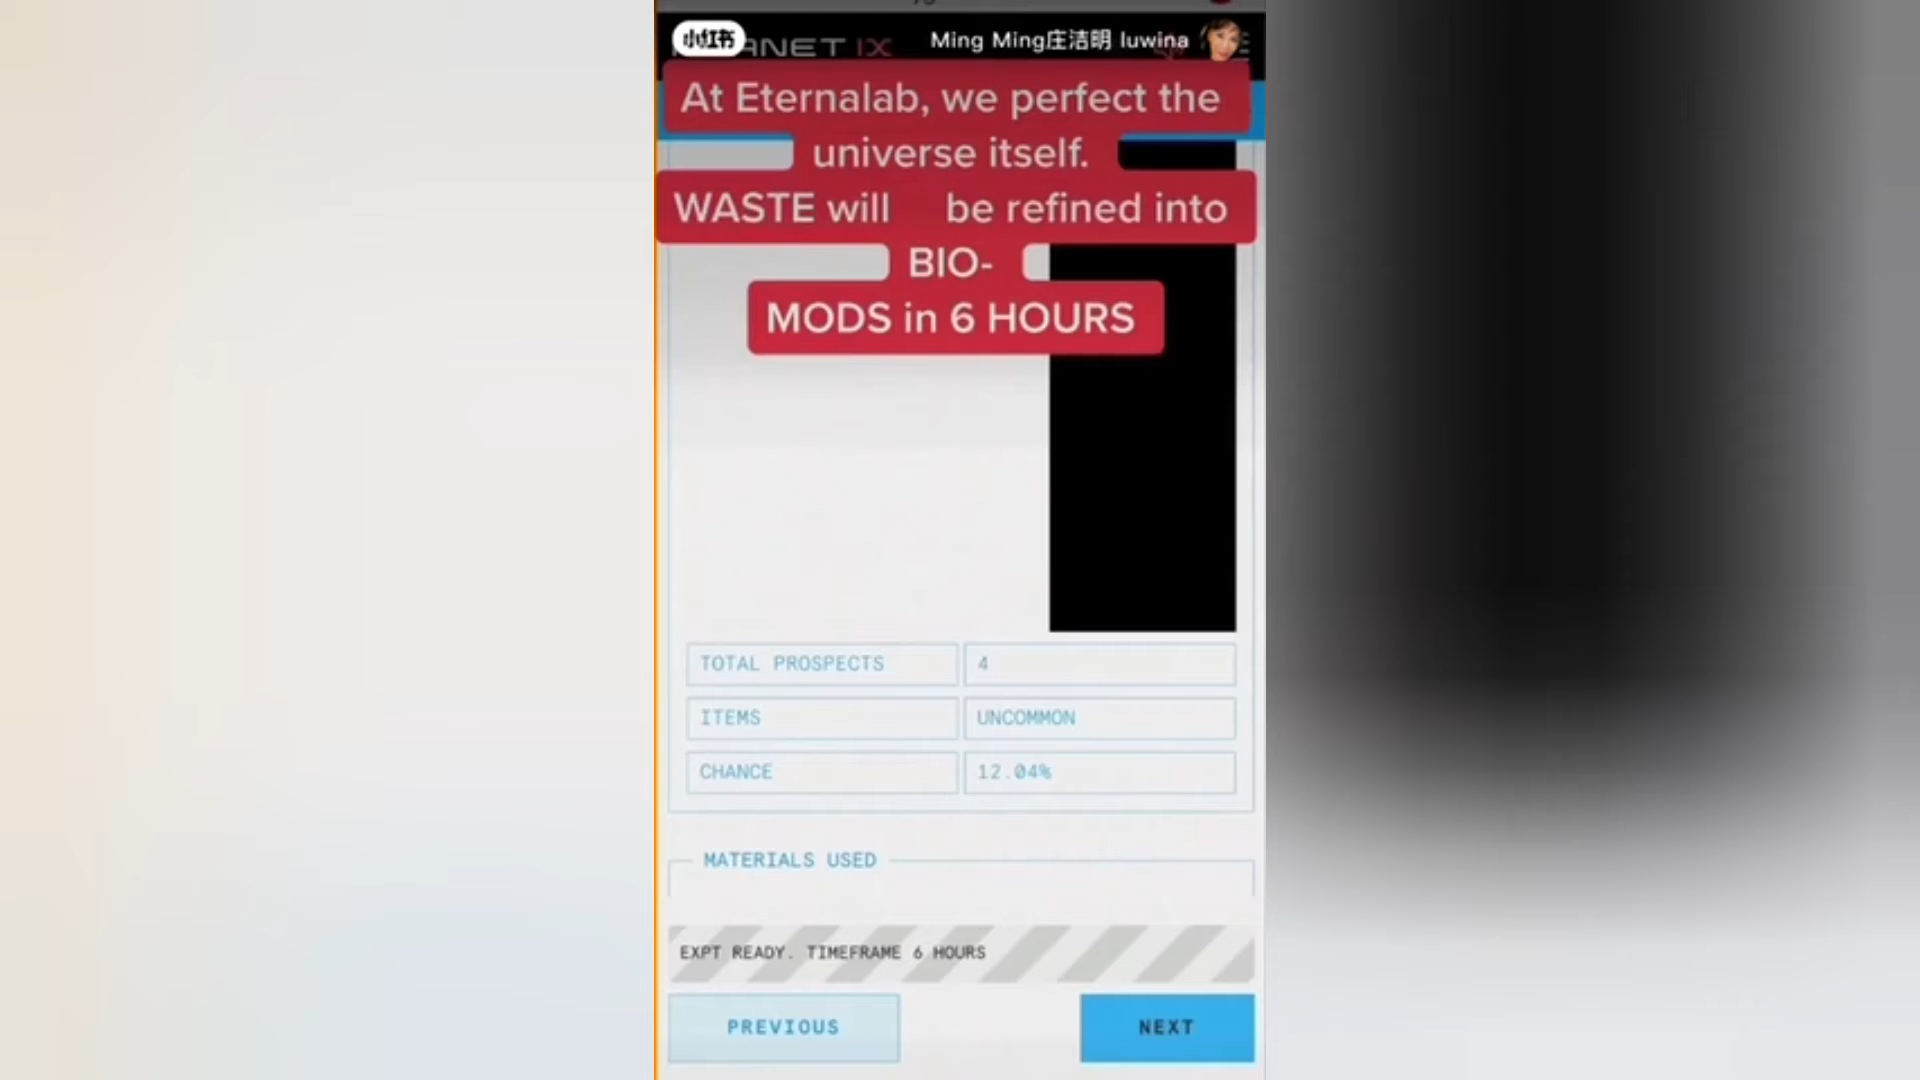 小红书
ANET IX
Ming Ming庄洁明 luwina
At Eternalab, we perfect the
universe itself.
WASTE will be refined into
BIO-
MODS in 6 HOURS
TOTAL PROSPECTS 4
ITEMS UNCOMMON
CHANCE 12.04%
MATERIALS USED
EXPT READY. TIMEFRAME 6 HOURS
PREVIOUS NEXT